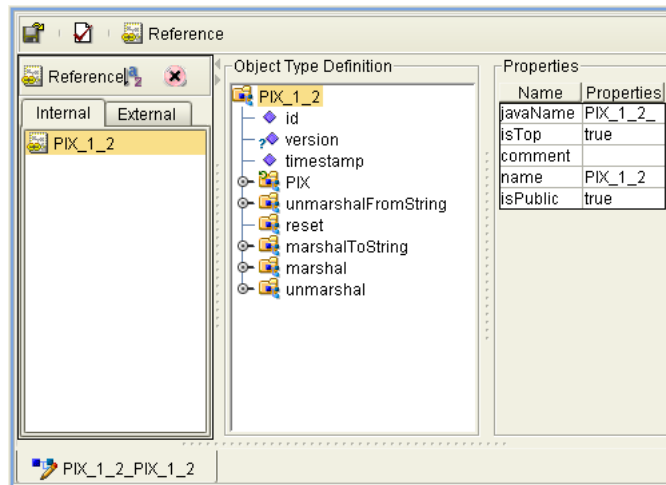 Reference
Reference
Internal External
PIX_1_2
Object Type Definition
PIX_1_2
id
version
timestamp
PIX
unmarshalFromString
reset
marshalToString
marshal
unmarshal
Properties
Name Properties
javaName PIX_1_2_
isTop true
comment
name PIX_1_2
isPublic true
PIX_1_2_PIX_1_2